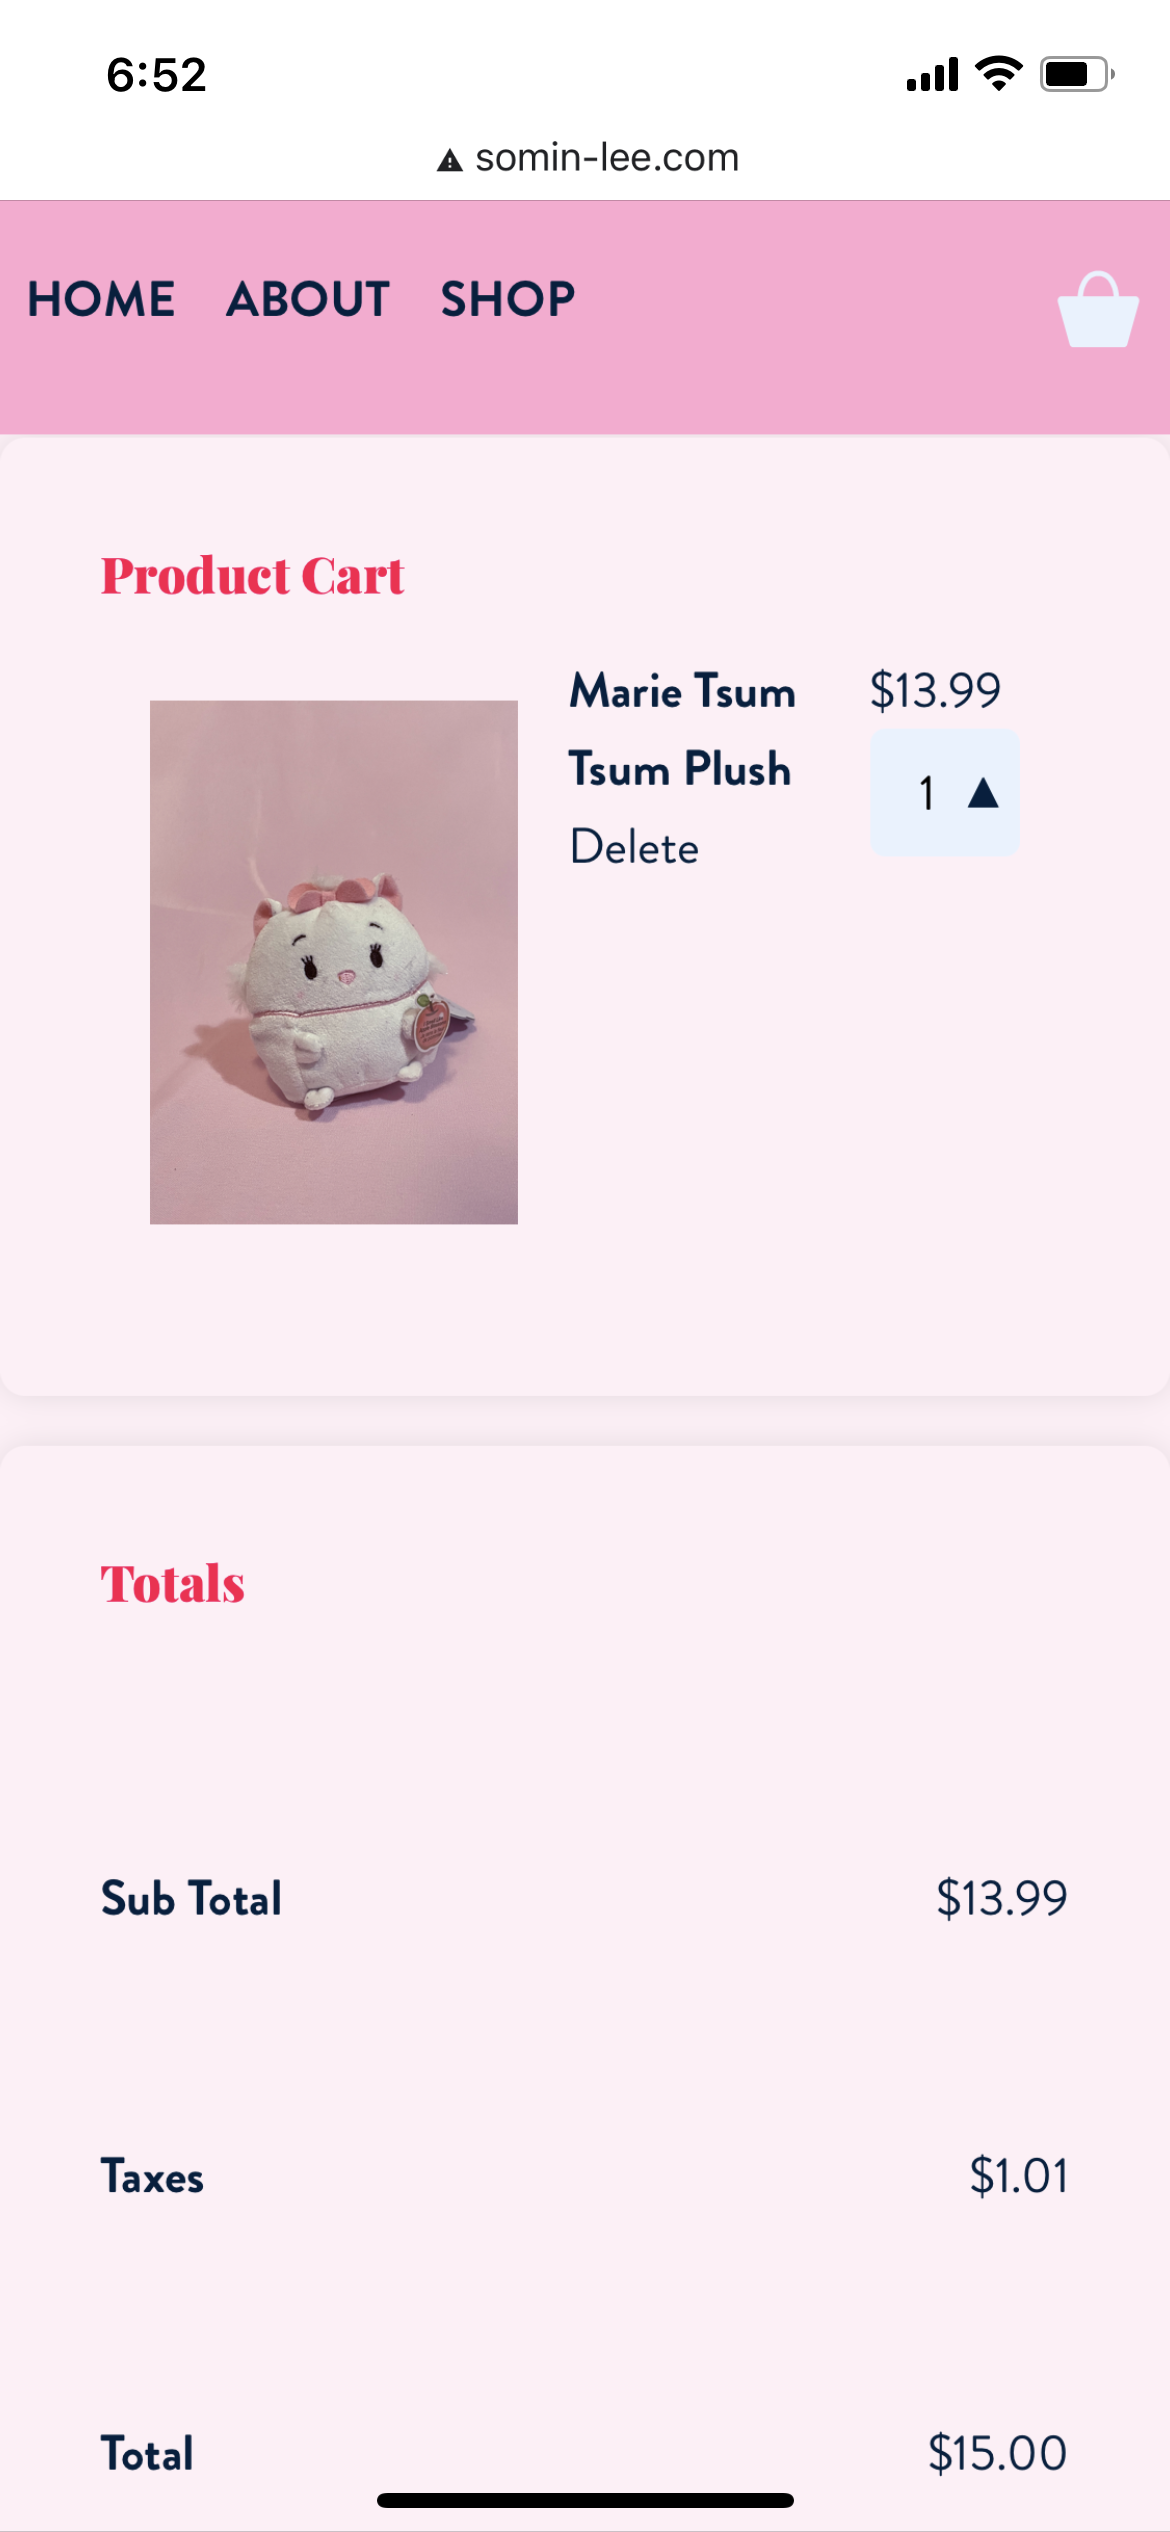 6:52
somin-lee.com
HOME ABOUT SHOP
Product Cart
Marie Tsum $13.99
Tsum Plush 1 ▲
Delete
Totals
Sub Total $13.99
Taxes $1.01
Total $15.00